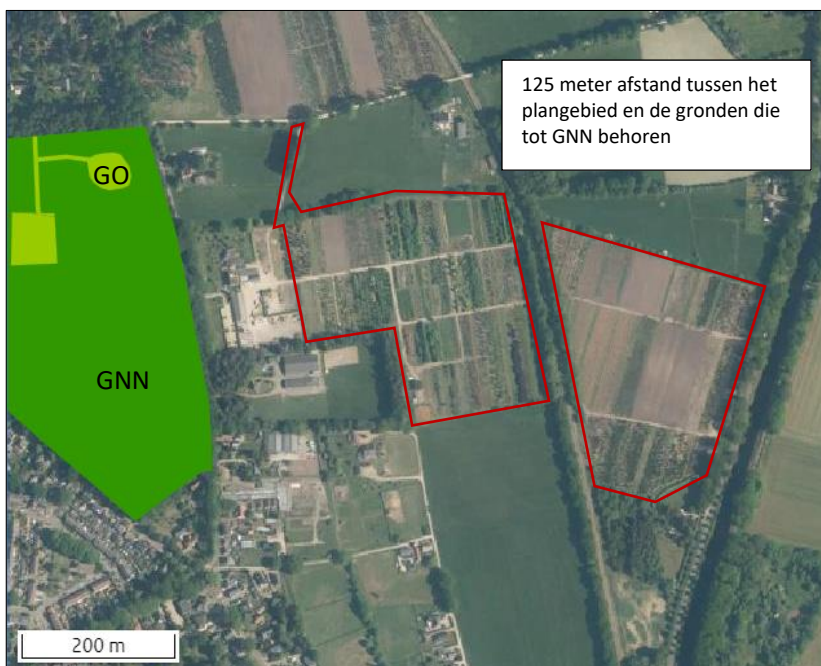 125 meter afstand tussen het
plangebied en de gronden die
tot GNN behoren
GO
GNN
200 m